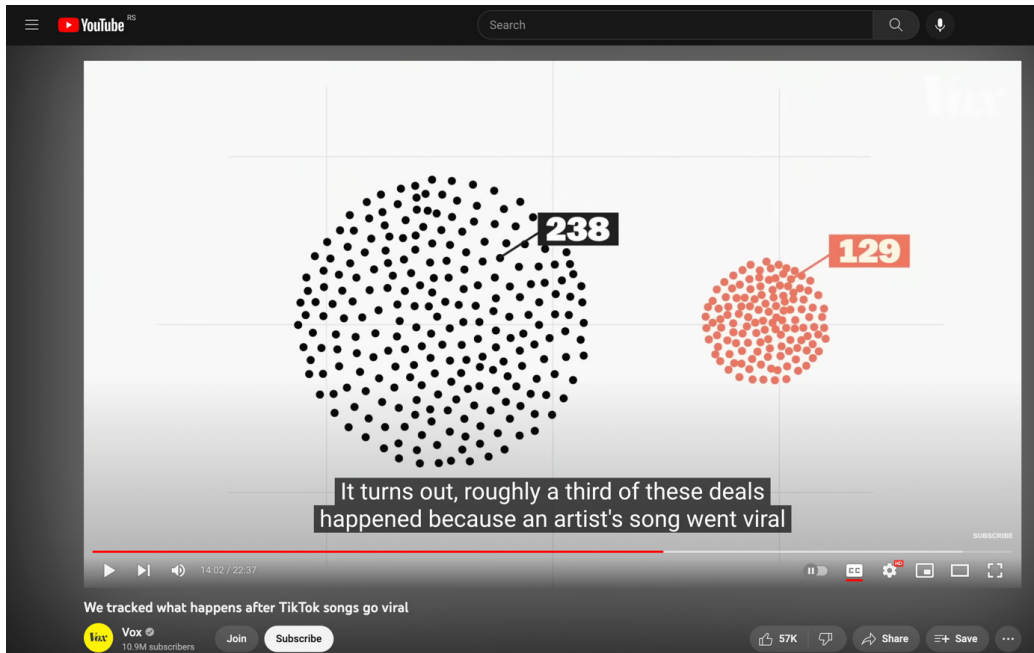 YouTube RS
Search
Vox
238
129
It turns out, roughly a third of these deals
happened because an artist's song went viral
SUBSCRIBE
14:02 / 22:37
CC
HD
We tracked what happens after TikTok songs go viral
Vox
Vox
10.9M subscribers
Join
Subscribe
57K
Share
Save